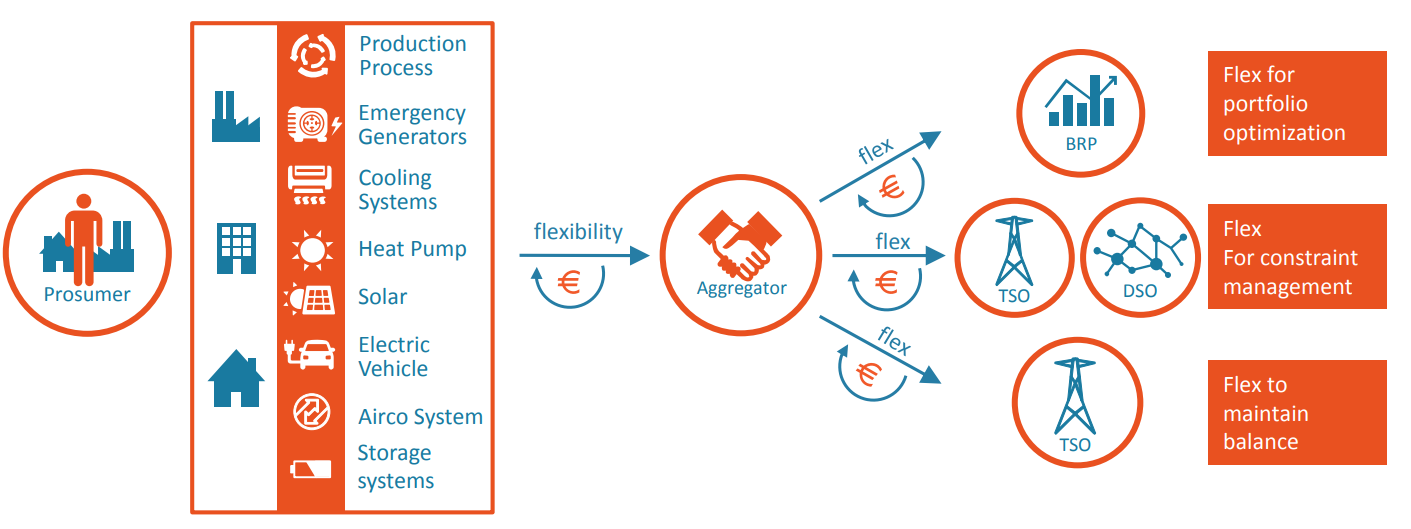 Prosumer
Production
Process
Emergency
Generators
Cooling
Systems
Heat Pump
Solar
Electric
Vehicle
Airco System
Storage
systems
flexibility
€
Aggregator
flex
€
flex
€
flex
€
BRP
TSO
DSO
TSO
Flex for
portfolio
optimization
Flex
For constraint
management
Flex to
maintain
balance